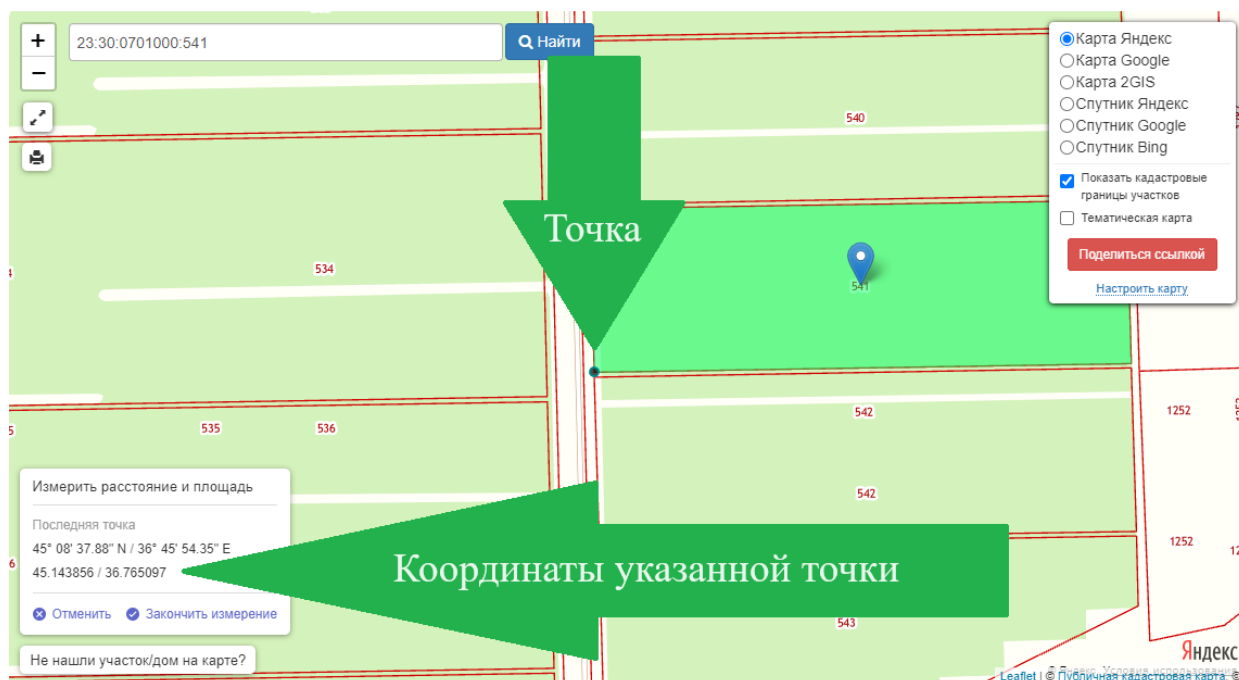 +
23:30:0701000:541
Найти
−
Карта Яндекс
Карта Google
Карта 2GIS
Спутник Яндекс
Спутник Google
Спутник Bing
Показать кадастровые
границы участков
Тематическая карта
Поделиться ссылкой
Настроить карту
540
Точка
534
541
542
1252
535
536
542
1252
Измерить расстояние и площадь
Последняя точка
45° 08' 37.88" N / 36° 45' 54.35" E
45.143856 / 36.765097
Координаты указанной точки
Отменить
Закончить измерение
543
Не нашли участок/дом на карте?
Яндекс
© Яндекс Условия использования
Leaflet | © Публичная кадастровая карта, ©